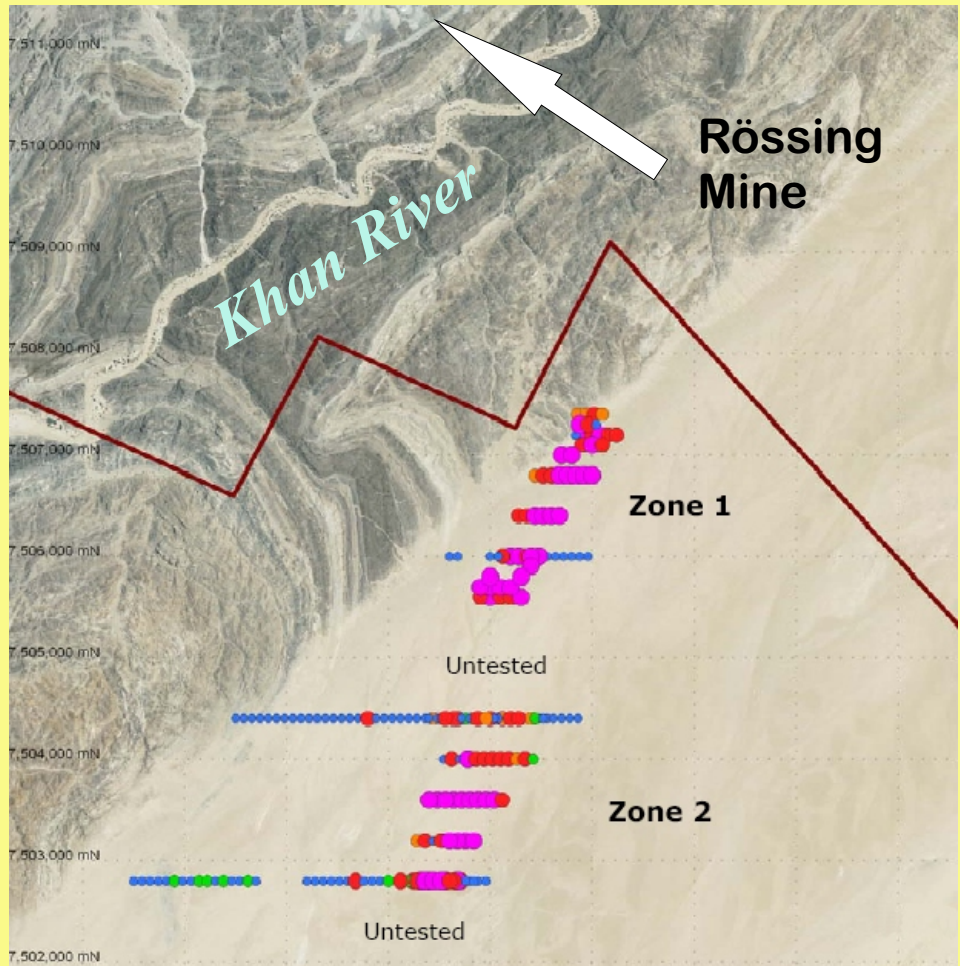 7,511,000 mN
Rössing
Mine
7,510,000 mN
Khan River
7,509,000 mN
7,508,000 mN
7,507,000 mN
Zone 1
7,506,000 mN
7,505,000 mN
Untested
7,504,000 mN
Zone 2
7,503,000 mN
Untested
7,502,000 mN